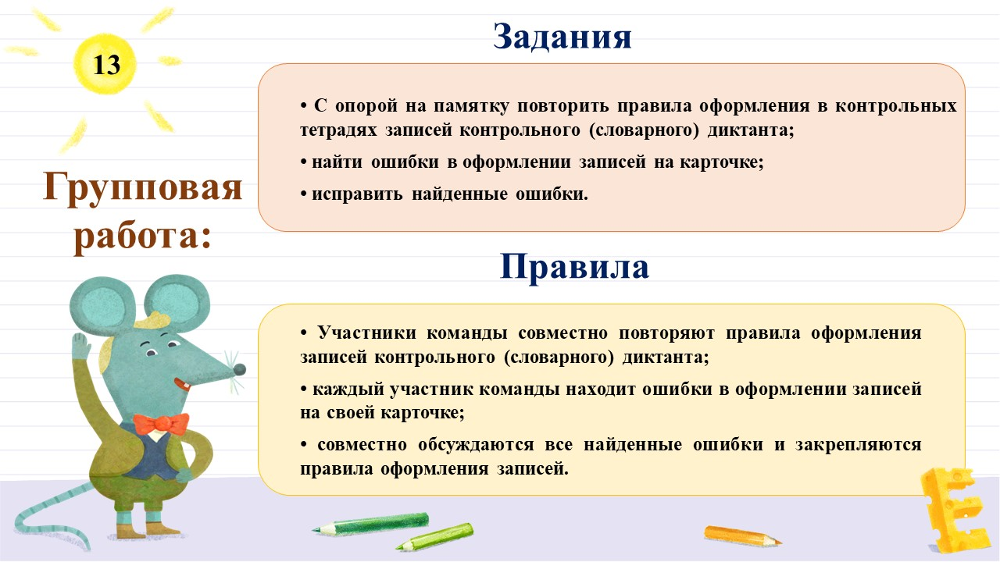 13
Групповая
работа:
Задания
• С опорой на памятку повторить правила оформления в контрольных
тетрадях записей контрольного (словарного) диктанта;
• найти ошибки в оформлении записей на карточке;
• исправить найденные ошибки.
Правила
• Участники команды совместно повторяют правила оформления
записей контрольного (словарного) диктанта;
• каждый участник команды находит ошибки в оформлении записей
на своей карточке;
• совместно обсуждаются все найденные ошибки и закрепляются
правила оформления записей.
Е